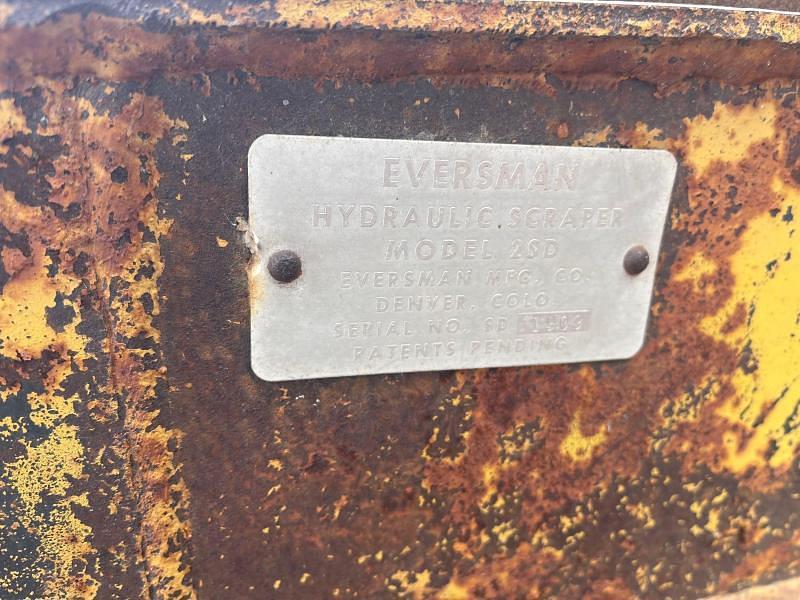 EVERSMAN
HYDRAULIC SCRAPER
MODEL 2SD
EVERSMAN MFG. CO.
DENVER, COLO.
SERIAL NO. SD
PATENTS PENDING